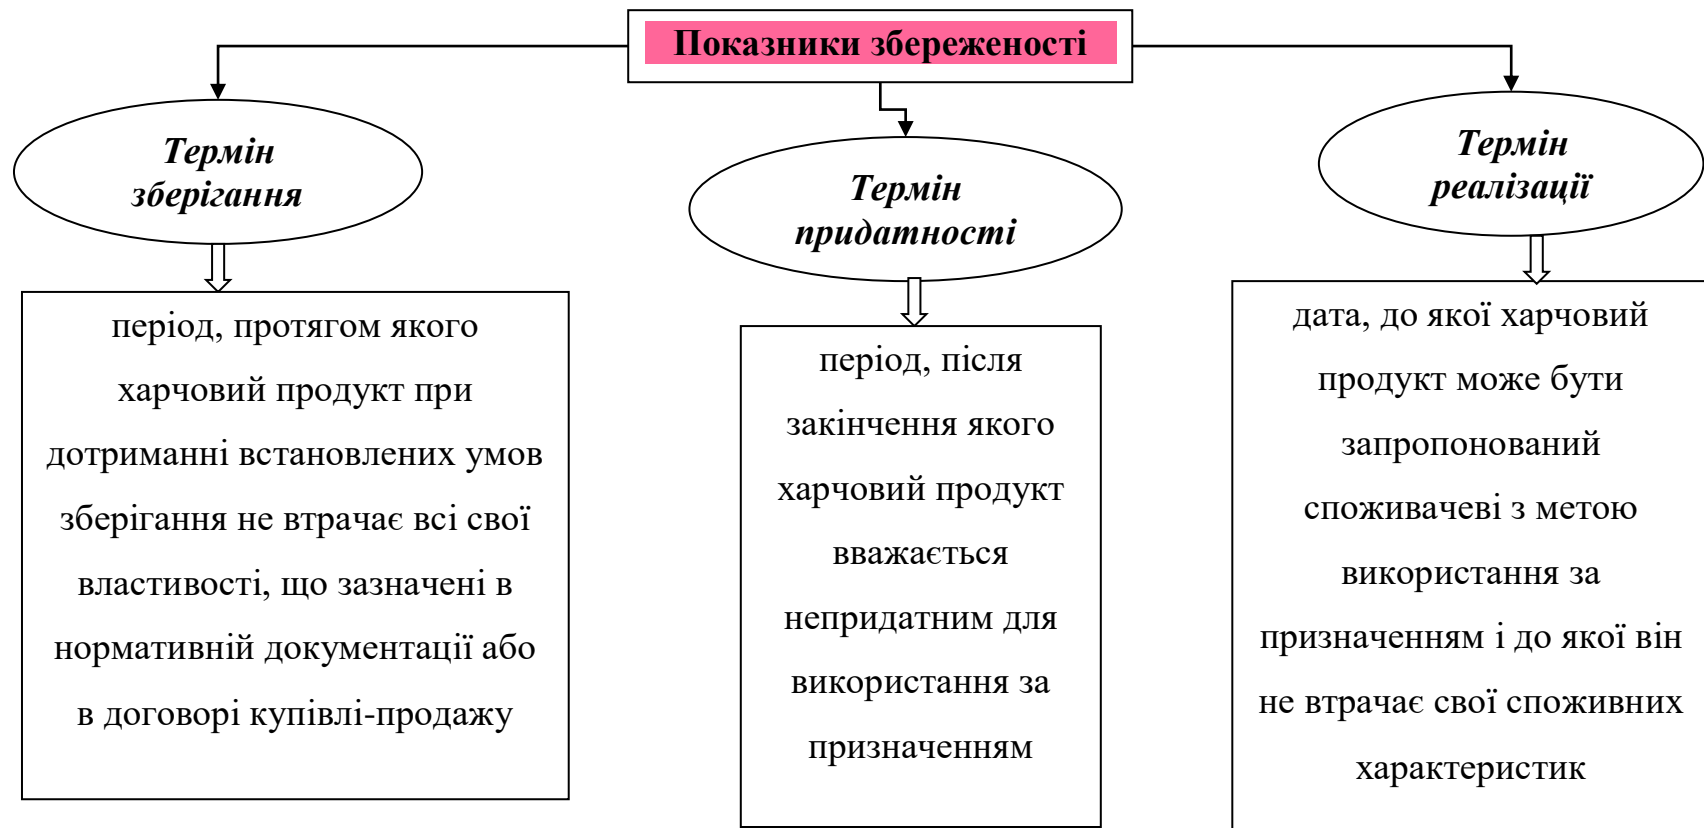 Показники збереженості
Термін
зберігання
період, протягом якого
харчовий продукт при
дотриманні встановлених умов
зберігання не втрачає всі свої
властивості, що зазначені в
нормативній документації або
в договорі купівлі-продажу
Термін
придатності
період, після
закінчення якого
харчовий продукт
вважається
непридатним для
використання за
призначенням
Термін
реалізації
дата, до якої харчовий
продукт може бути
запропонований
споживачеві з метою
використання за
призначенням і до якої він
не втрачає свої споживних
характеристик